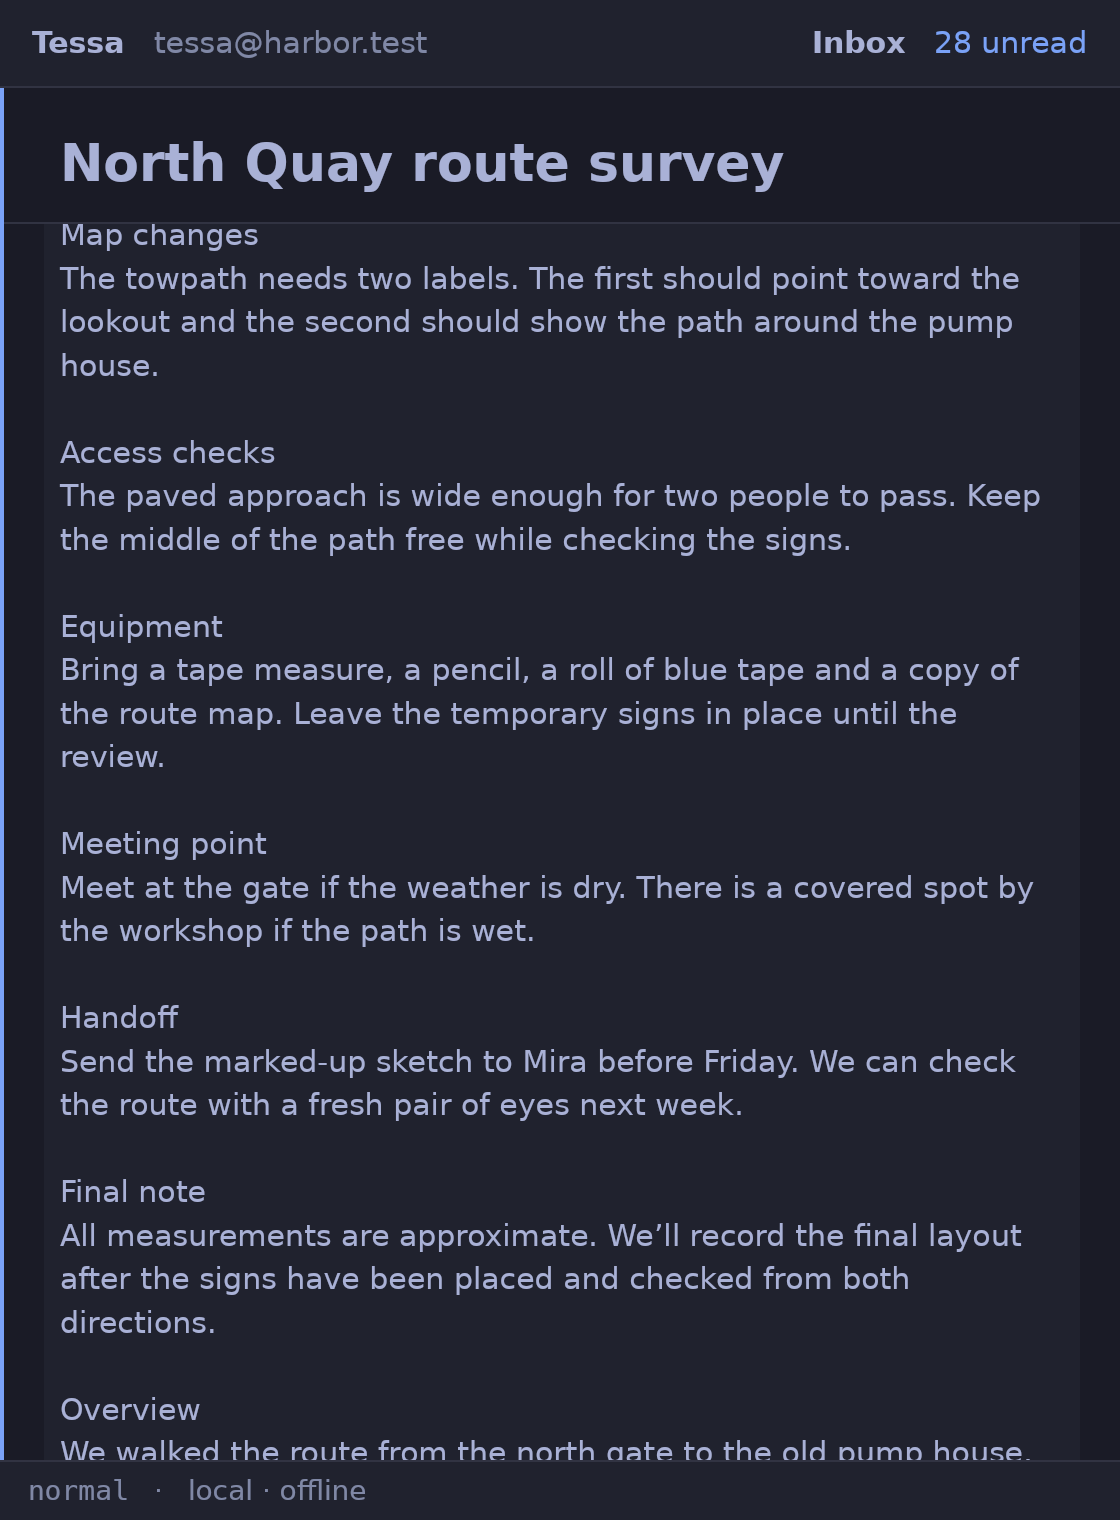 Tessa tessa@harbor.test Inbox 28 unread
North Quay route survey
Map changes
The towpath needs two labels. The first should point toward the
lookout and the second should show the path around the pump
house.
Access checks
The paved approach is wide enough for two people to pass. Keep
the middle of the path free while checking the signs.
Equipment
Bring a tape measure, a pencil, a roll of blue tape and a copy of
the route map. Leave the temporary signs in place until the
review.
Meeting point
Meet at the gate if the weather is dry. There is a covered spot by
the workshop if the path is wet.
Handoff
Send the marked-up sketch to Mira before Friday. We can check
the route with a fresh pair of eyes next week.
Final note
All measurements are approximate. We’ll record the final layout
after the signs have been placed and checked from both
directions.
Overview
We walked the route from the north gate to the old pump house.
normal · local · offline